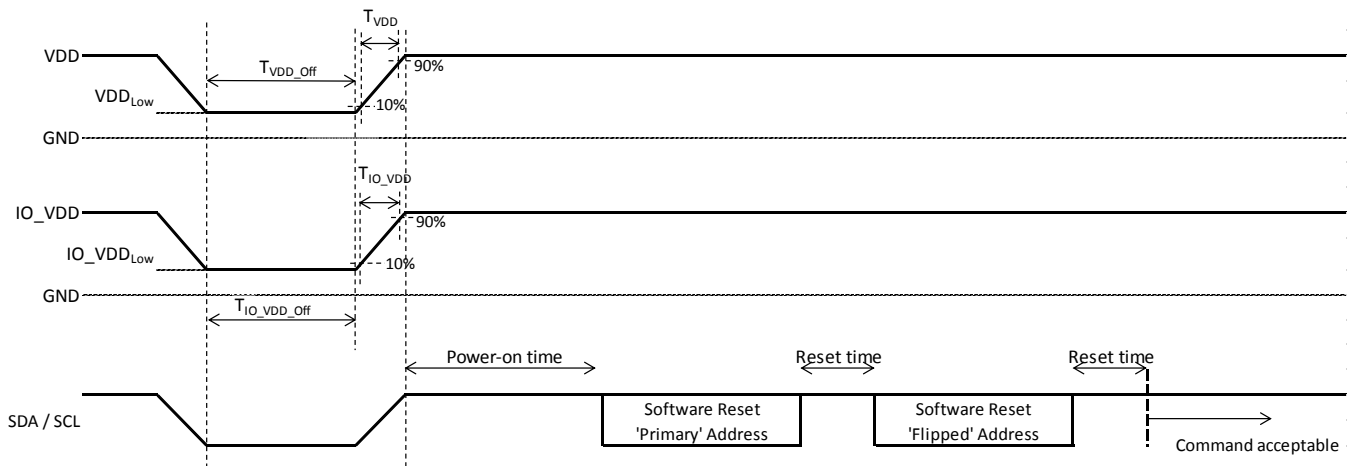 T_VDD
VDD
T_VDD_Off
90%
VDD_Low
10%
GND
T_IO_VDD
IO_VDD
90%
IO_VDD_Low
10%
GND
T_IO_VDD_Off
Power-on time
Reset time
Reset time
SDA / SCL
Software Reset
'Primary' Address
Software Reset
'Flipped' Address
Command acceptable